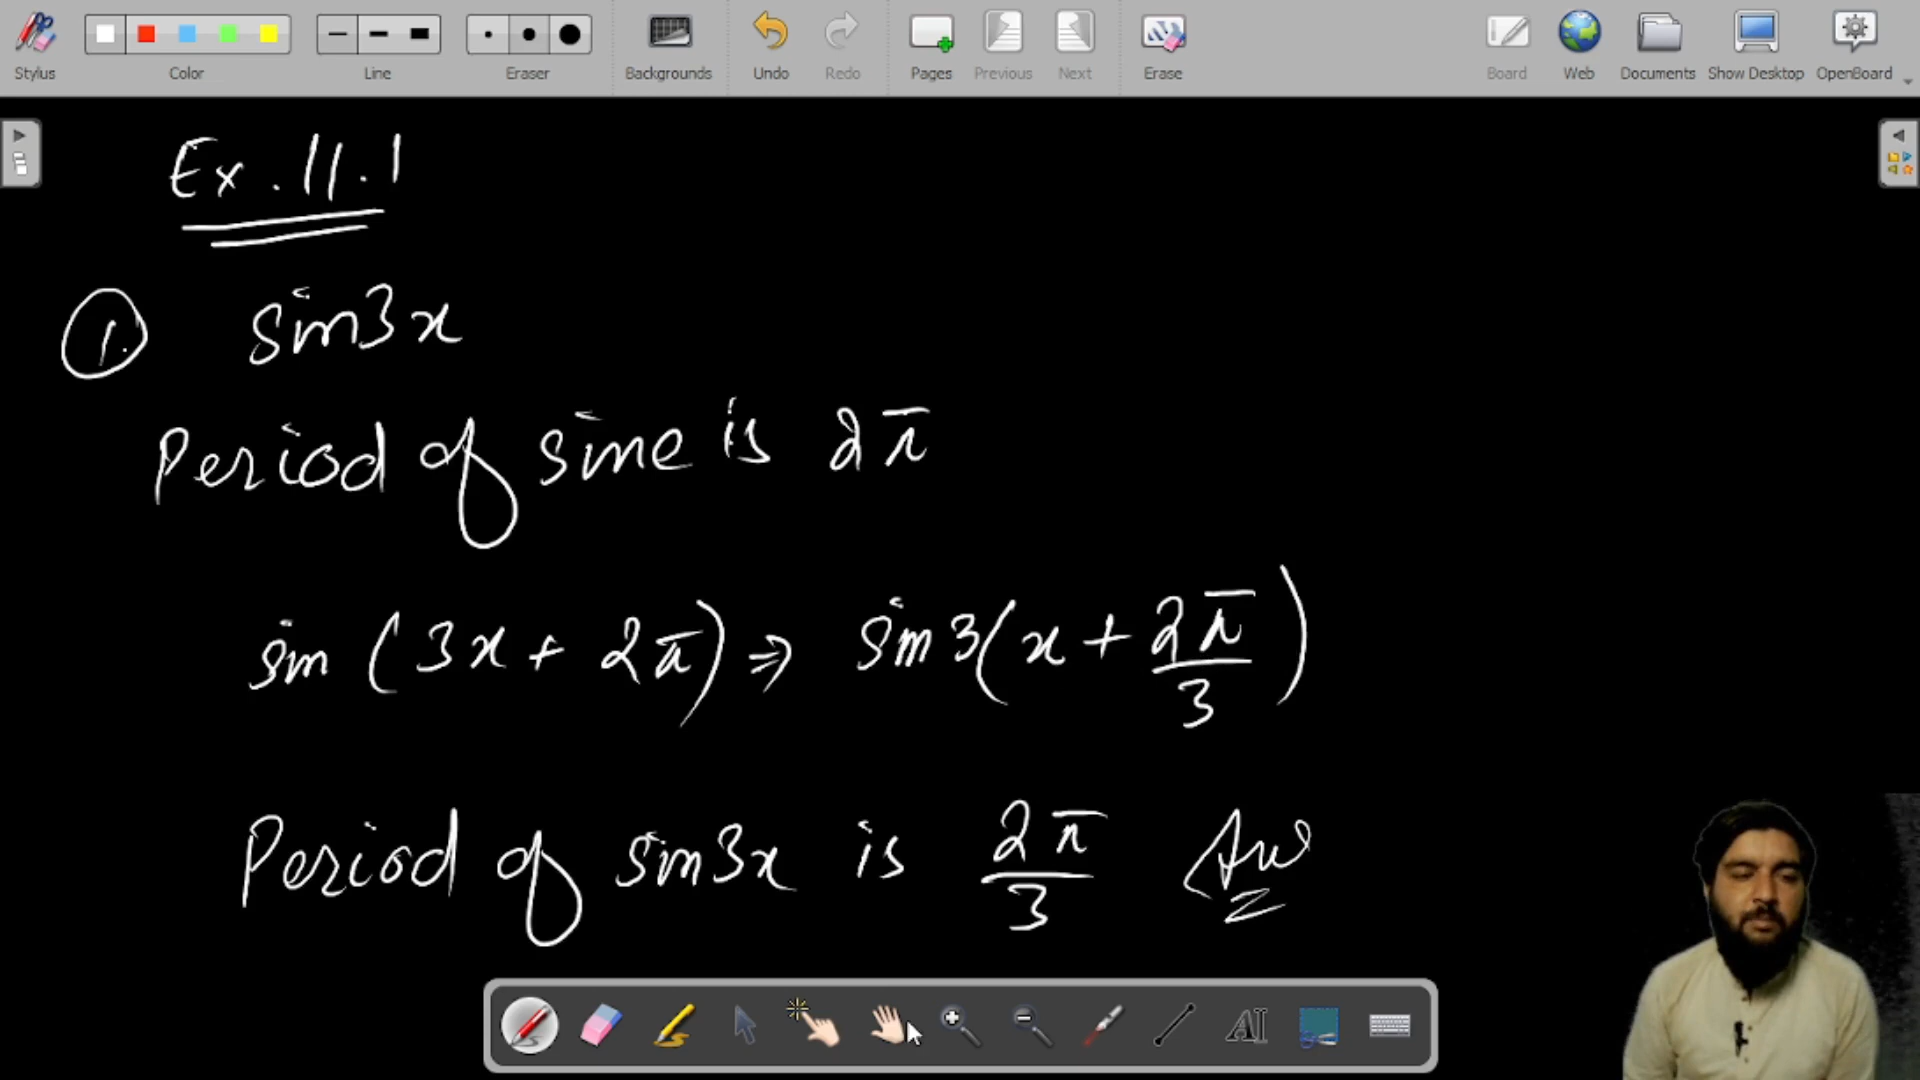 Stylus Color Line Eraser Backgrounds Undo Redo Pages Previous Next Erase Board Web Documents Show Desktop OpenBoard
Ex. 11.1
1. sin3x
Period of sine is 2π
sin (3x + 2π) ⇒ sin3(x + 2π/3)
Period of sin3x is 2π/3 Ans
AI